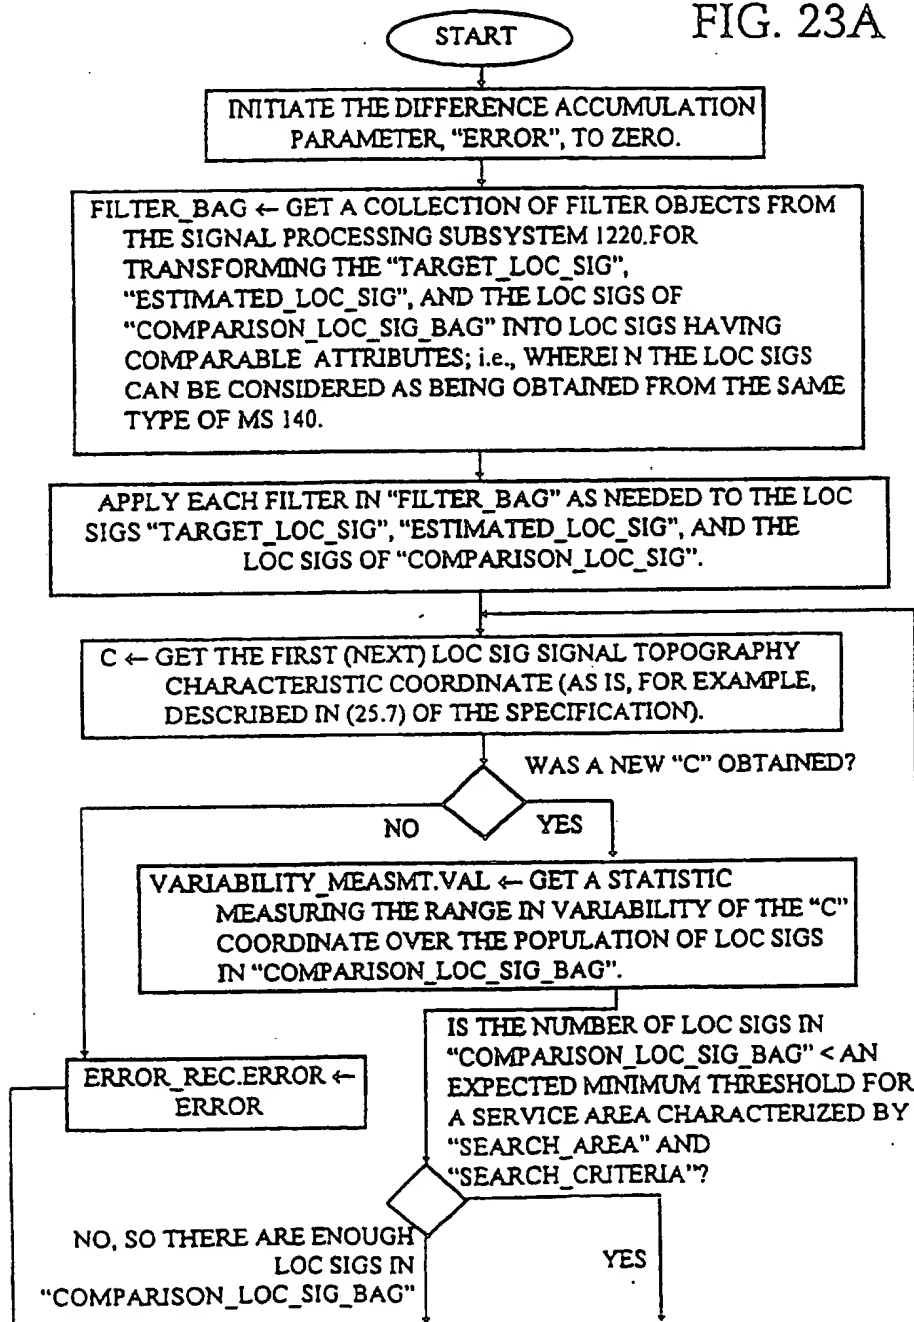 FIG. 23A
START
INITIATE THE DIFFERENCE ACCUMULATION
PARAMETER, "ERROR", TO ZERO.
FILTER_BAG ← GET A COLLECTION OF FILTER OBJECTS FROM
THE SIGNAL PROCESSING SUBSYSTEM 1220.FOR
TRANSFORMING THE "TARGET_LOC_SIG",
"ESTIMATED_LOC_SIG", AND THE LOC SIGS OF
"COMPARISON_LOC_SIG_BAG" INTO LOC SIGS HAVING
COMPARABLE ATTRIBUTES; i.e., WHEREI N THE LOC SIGS
CAN BE CONSIDERED AS BEING OBTAINED FROM THE SAME
TYPE OF MS 140.
APPLY EACH FILTER IN "FILTER_BAG" AS NEEDED TO THE LOC
SIGS "TARGET_LOC_SIG", "ESTIMATED_LOC_SIG", AND THE
LOC SIGS OF "COMPARISON_LOC_SIG".
C ← GET THE FIRST (NEXT) LOC SIG SIGNAL TOPOGRAPHY
CHARACTERISTIC COORDINATE (AS IS, FOR EXAMPLE,
DESCRIBED IN (25.7) OF THE SPECIFICATION).
WAS A NEW "C" OBTAINED?
NO
YES
VARIABILITY_MEASMT.VAL ← GET A STATISTIC
MEASURING THE RANGE IN VARIABILITY OF THE "C"
COORDINATE OVER THE POPULATION OF LOC SIGS
IN "COMPARISON_LOC_SIG_BAG".
ERROR_REC.ERROR ←
ERROR
IS THE NUMBER OF LOC SIGS IN
"COMPARISON_LOC_SIG_BAG" < AN
EXPECTED MINIMUM THRESHOLD FOR
A SERVICE AREA CHARACTERIZED BY
"SEARCH_AREA" AND
"SEARCH_CRITERIA"?
NO, SO THERE ARE ENOUGH
LOC SIGS IN
"COMPARISON_LOC_SIG_BAG"
YES